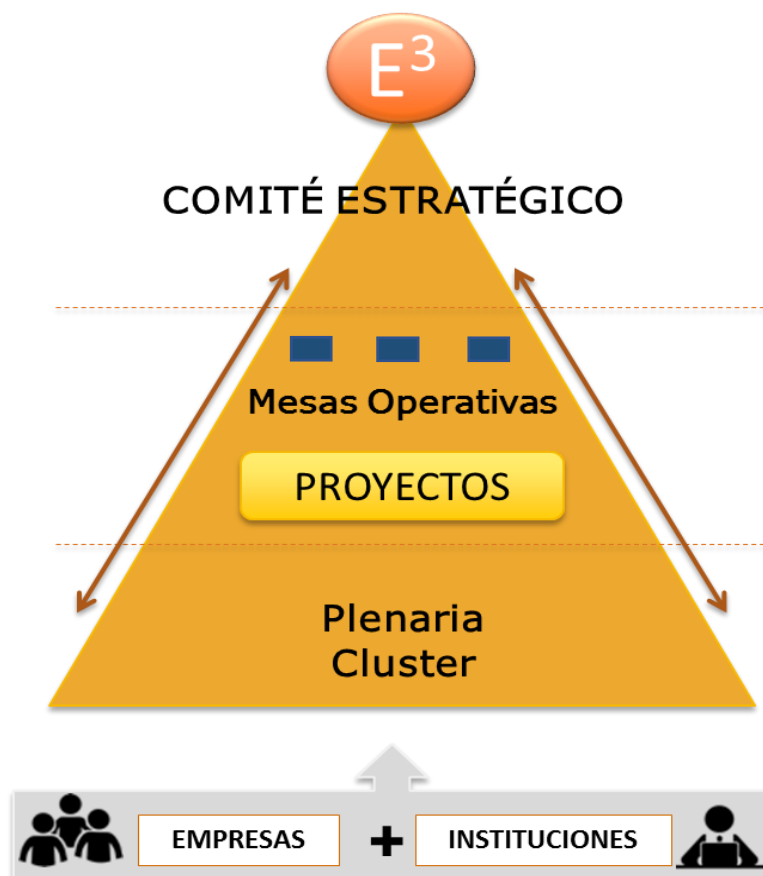 E³
COMITÉ ESTRATÉGICO
Mesas Operativas
PROYECTOS
Plenaria
Cluster
EMPRESAS + INSTITUCIONES